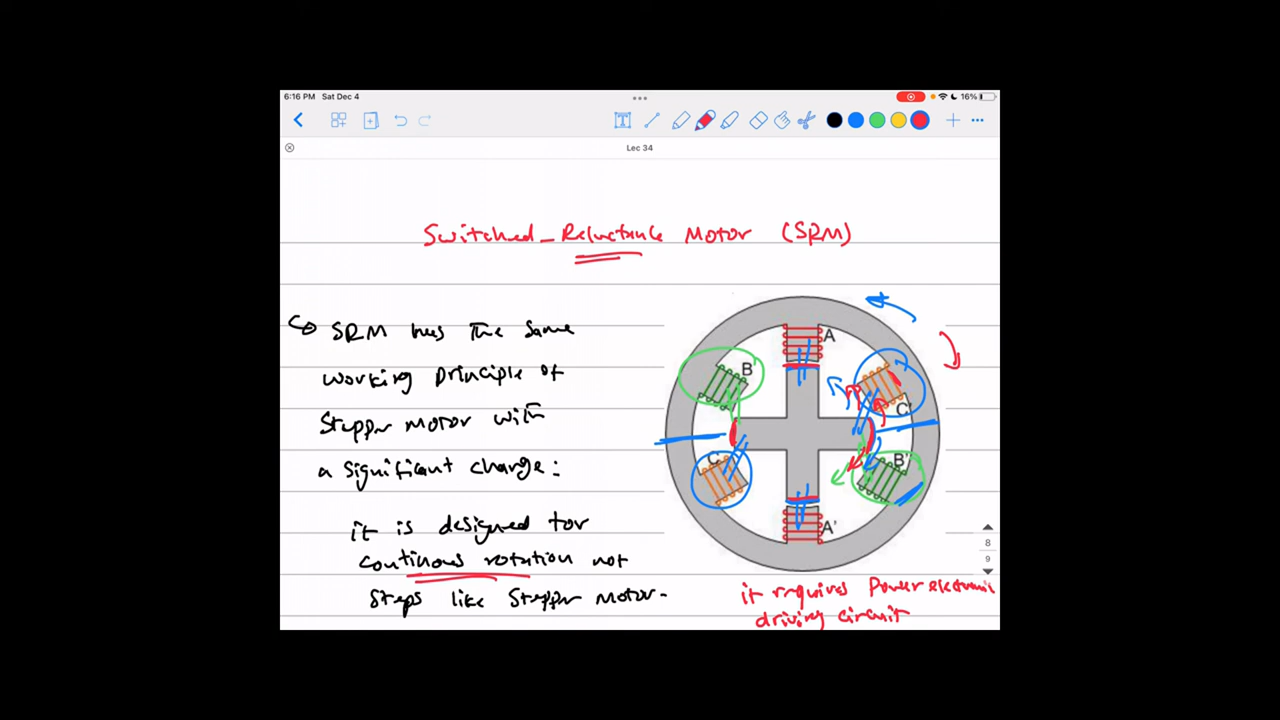 6:16 PM Sat Dec 4
16%
T
Lec 34
Switched_Reluctance Motor (SRM)
SRM has the same
working principle of
Stepper motor with
a significant change:
it is designed for
continuous rotation not
steps like Stepper motor.
A
B
C'
C
B'
A'
8
9
it requires Power electronic
driving circuit